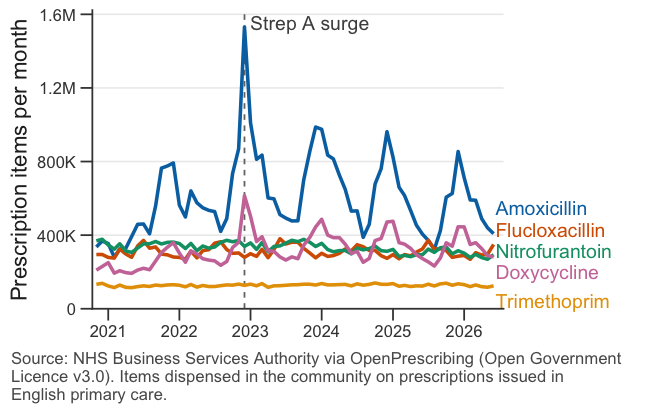 Prescription items per month
1.6M
1.2M
800K
400K
0
Strep A surge
Amoxicillin
Flucloxacillin
Nitrofurantoin
Doxycycline
Trimethoprim
2021
2022
2023
2024
2025
2026
Source: NHS Business Services Authority via OpenPrescribing (Open Government
Licence v3.0). Items dispensed in the community on prescriptions issued in
English primary care.